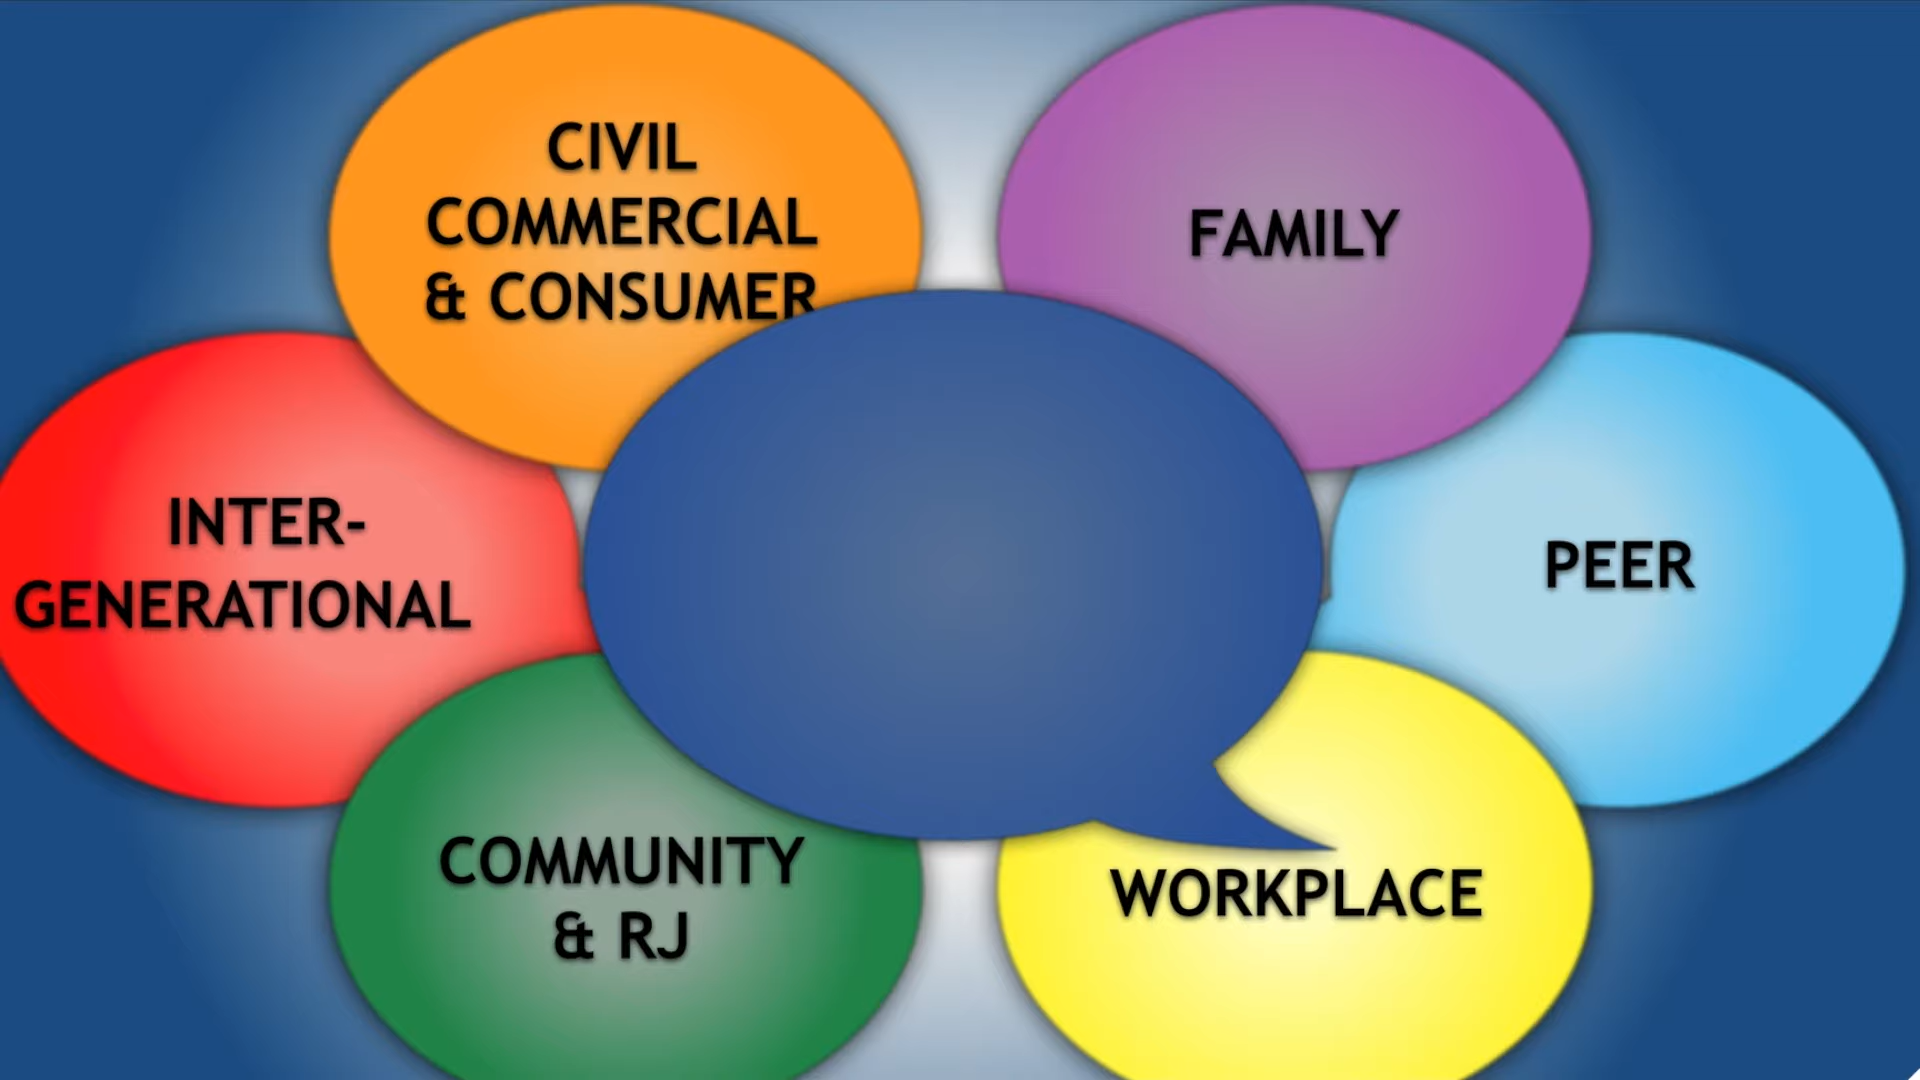 CIVIL
COMMERCIAL
& CONSUMER
FAMILY
INTER-
GENERATIONAL
PEER
COMMUNITY
& RJ
WORKPLACE